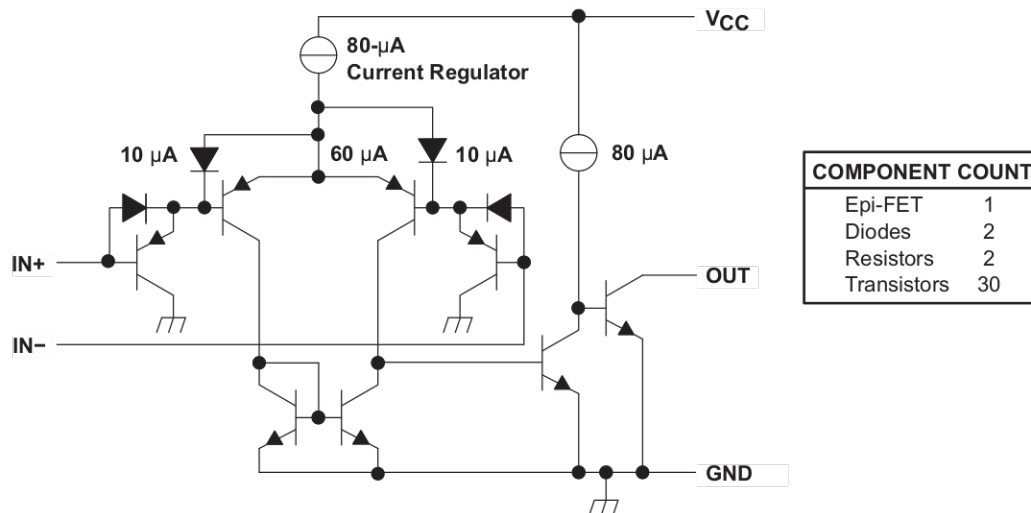 VCC
80-µA
Current Regulator
10 µA
60 µA
10 µA
80 µA
IN+
OUT
IN−
GND
COMPONENT COUNT
Epi-FET 1
Diodes 2
Resistors 2
Transistors 30